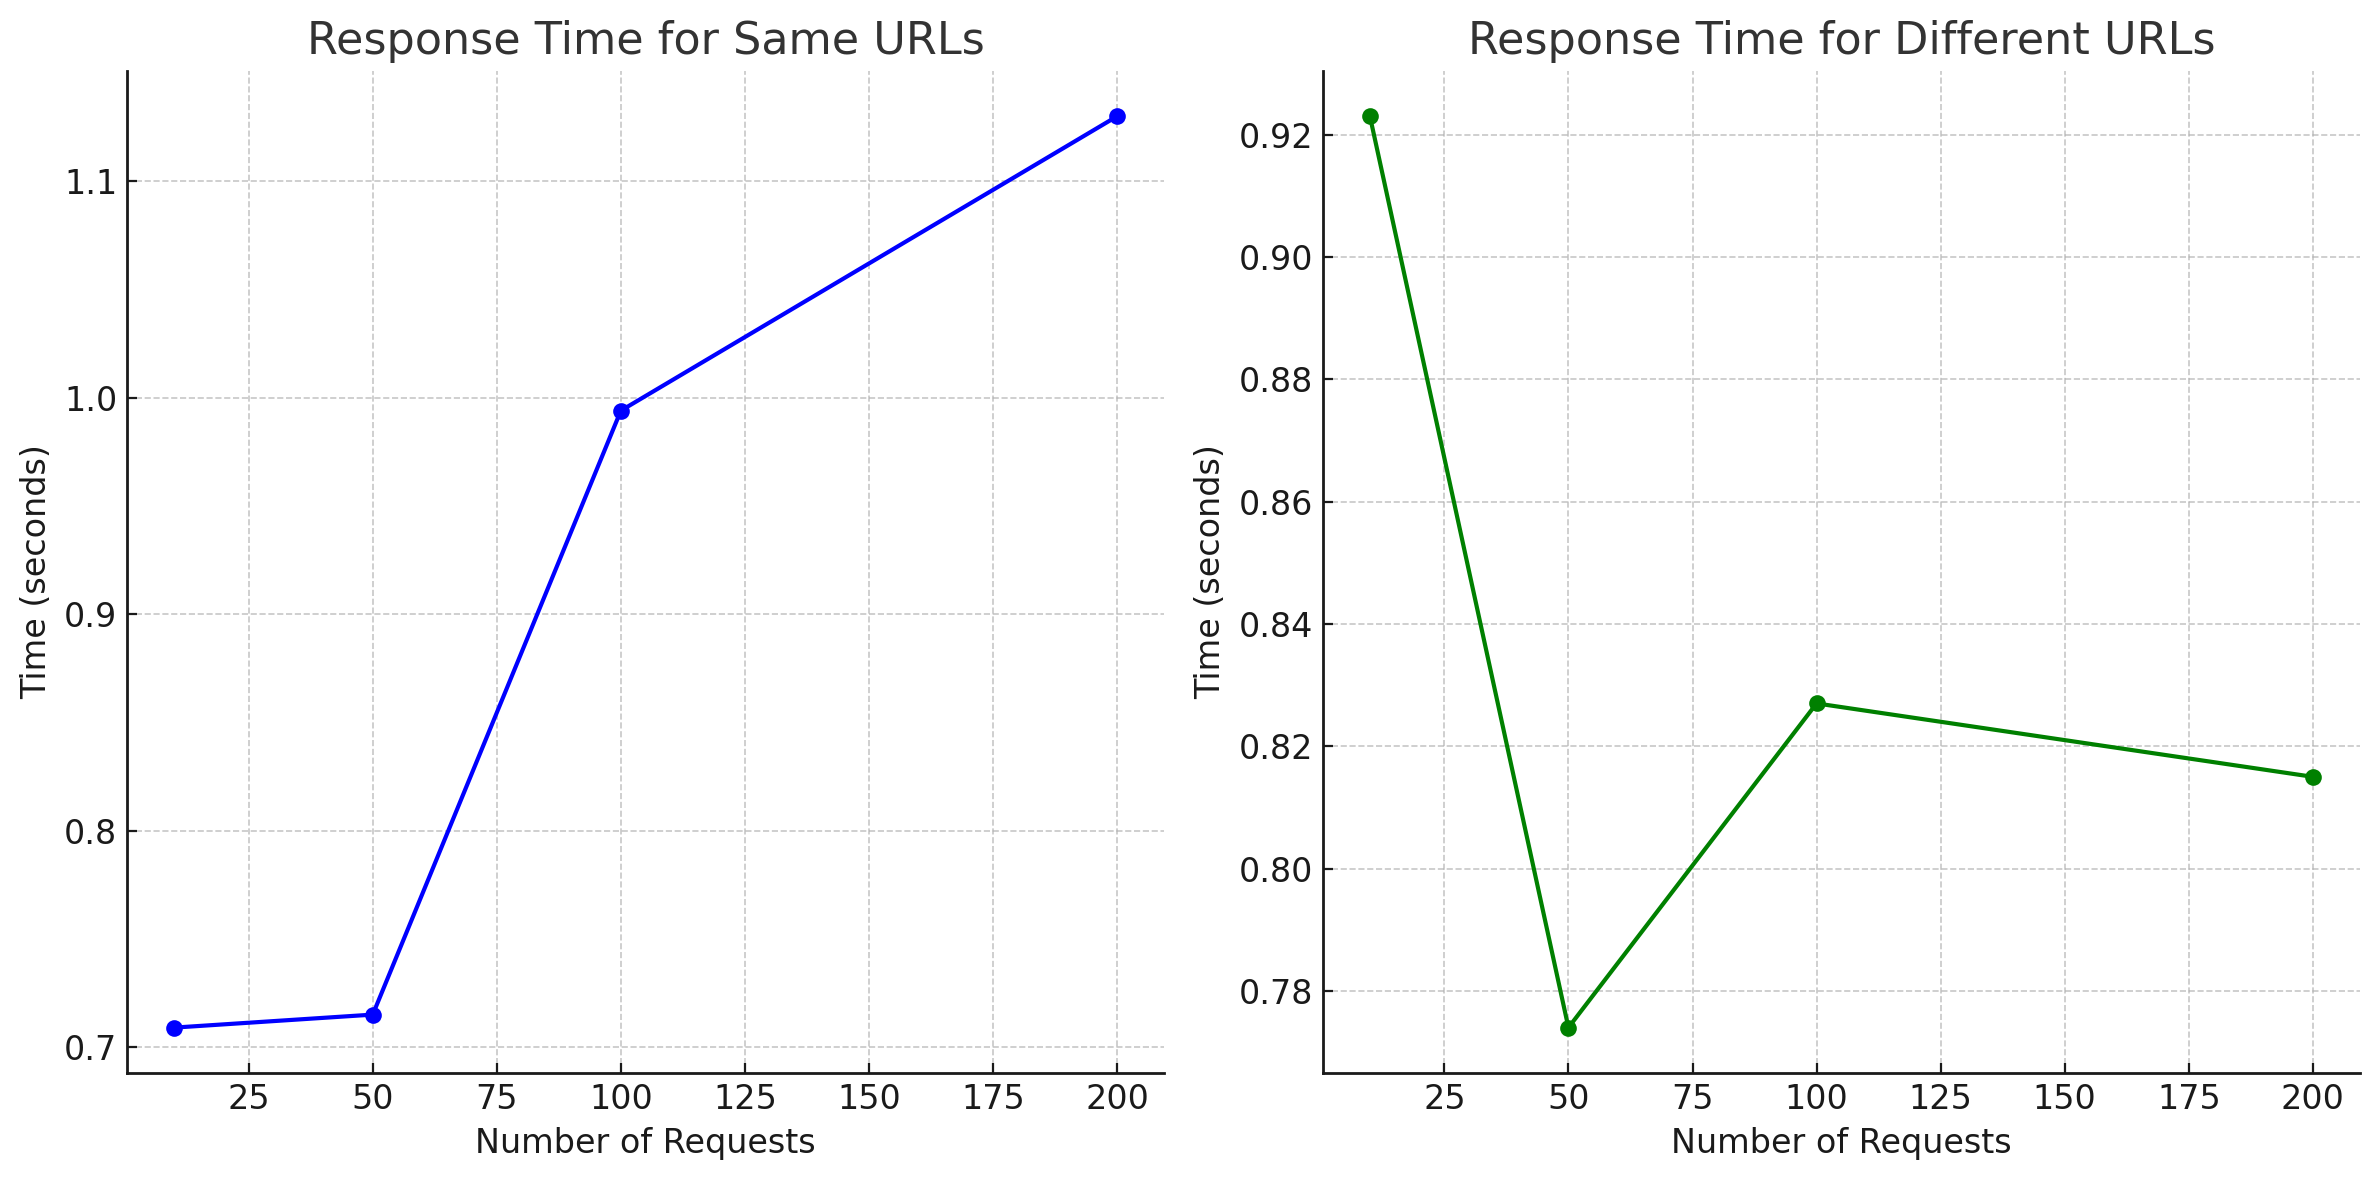 Response Time for Same URLs
1.1
1.0
0.9
0.8
0.7
Time (seconds)
25 50 75 100 125 150 175 200
Number of Requests
Response Time for Different URLs
0.92
0.90
0.88
0.86
0.84
0.82
0.80
0.78
Time (seconds)
25 50 75 100 125 150 175 200
Number of Requests